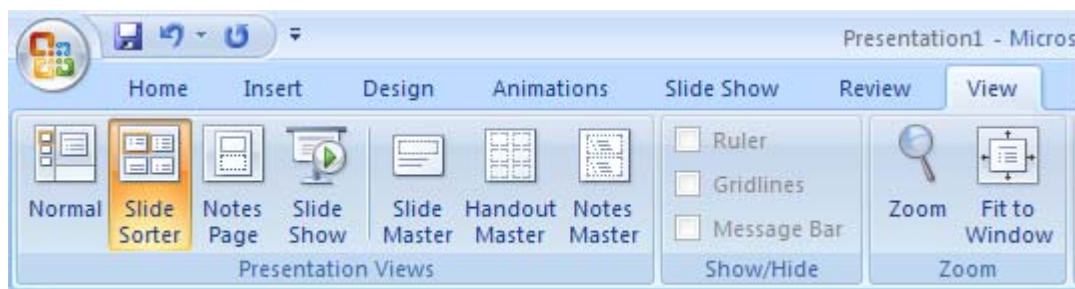 Presentation1 - Micros
Home Insert Design Animations Slide Show Review View
Normal
Slide Sorter
Notes Page
Slide Show
Slide Master
Handout Master
Notes Master
Presentation Views
Ruler
Gridlines
Message Bar
Show/Hide
Zoom
Fit to Window
Zoom